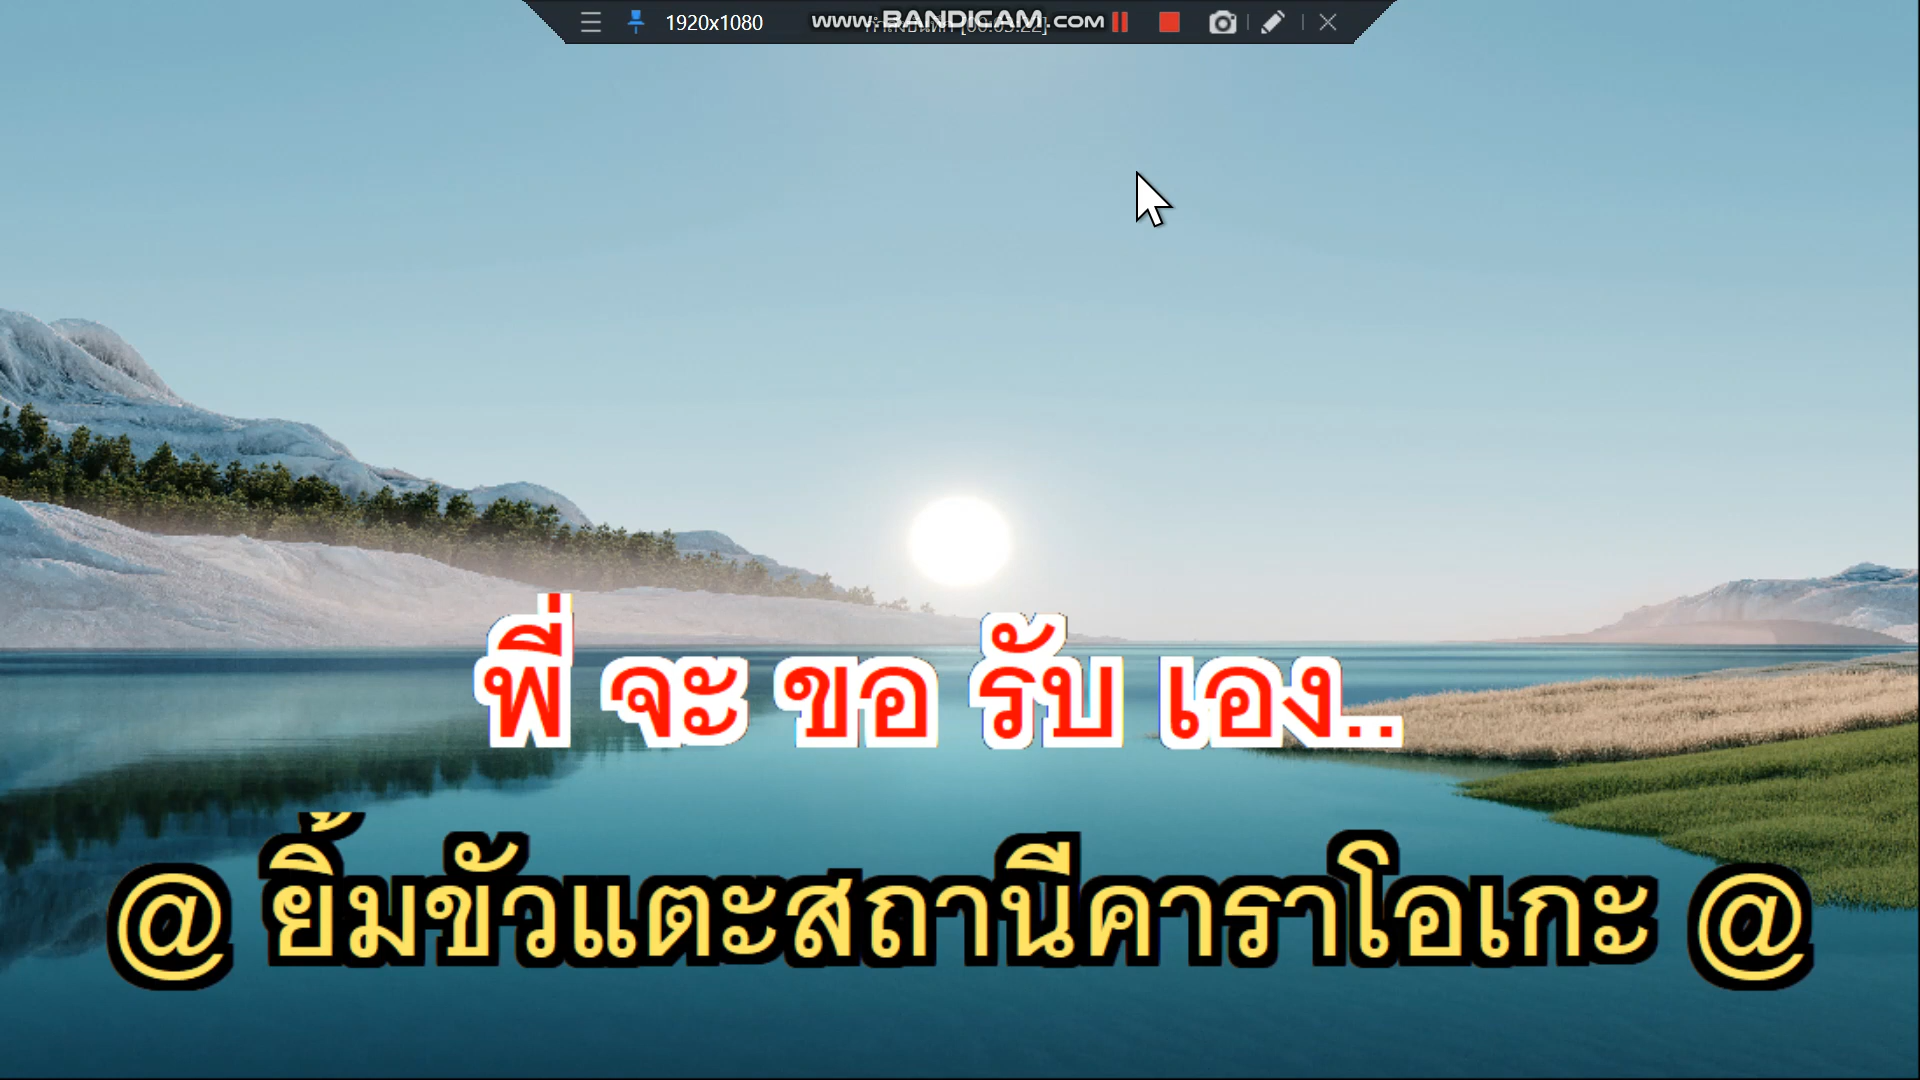 1920x1080 www.BANDICAM.com
พี่ จะ ขอ รับ เอง..
@ ยิ้มขัวแตะสถานีคาราโอเกะ @